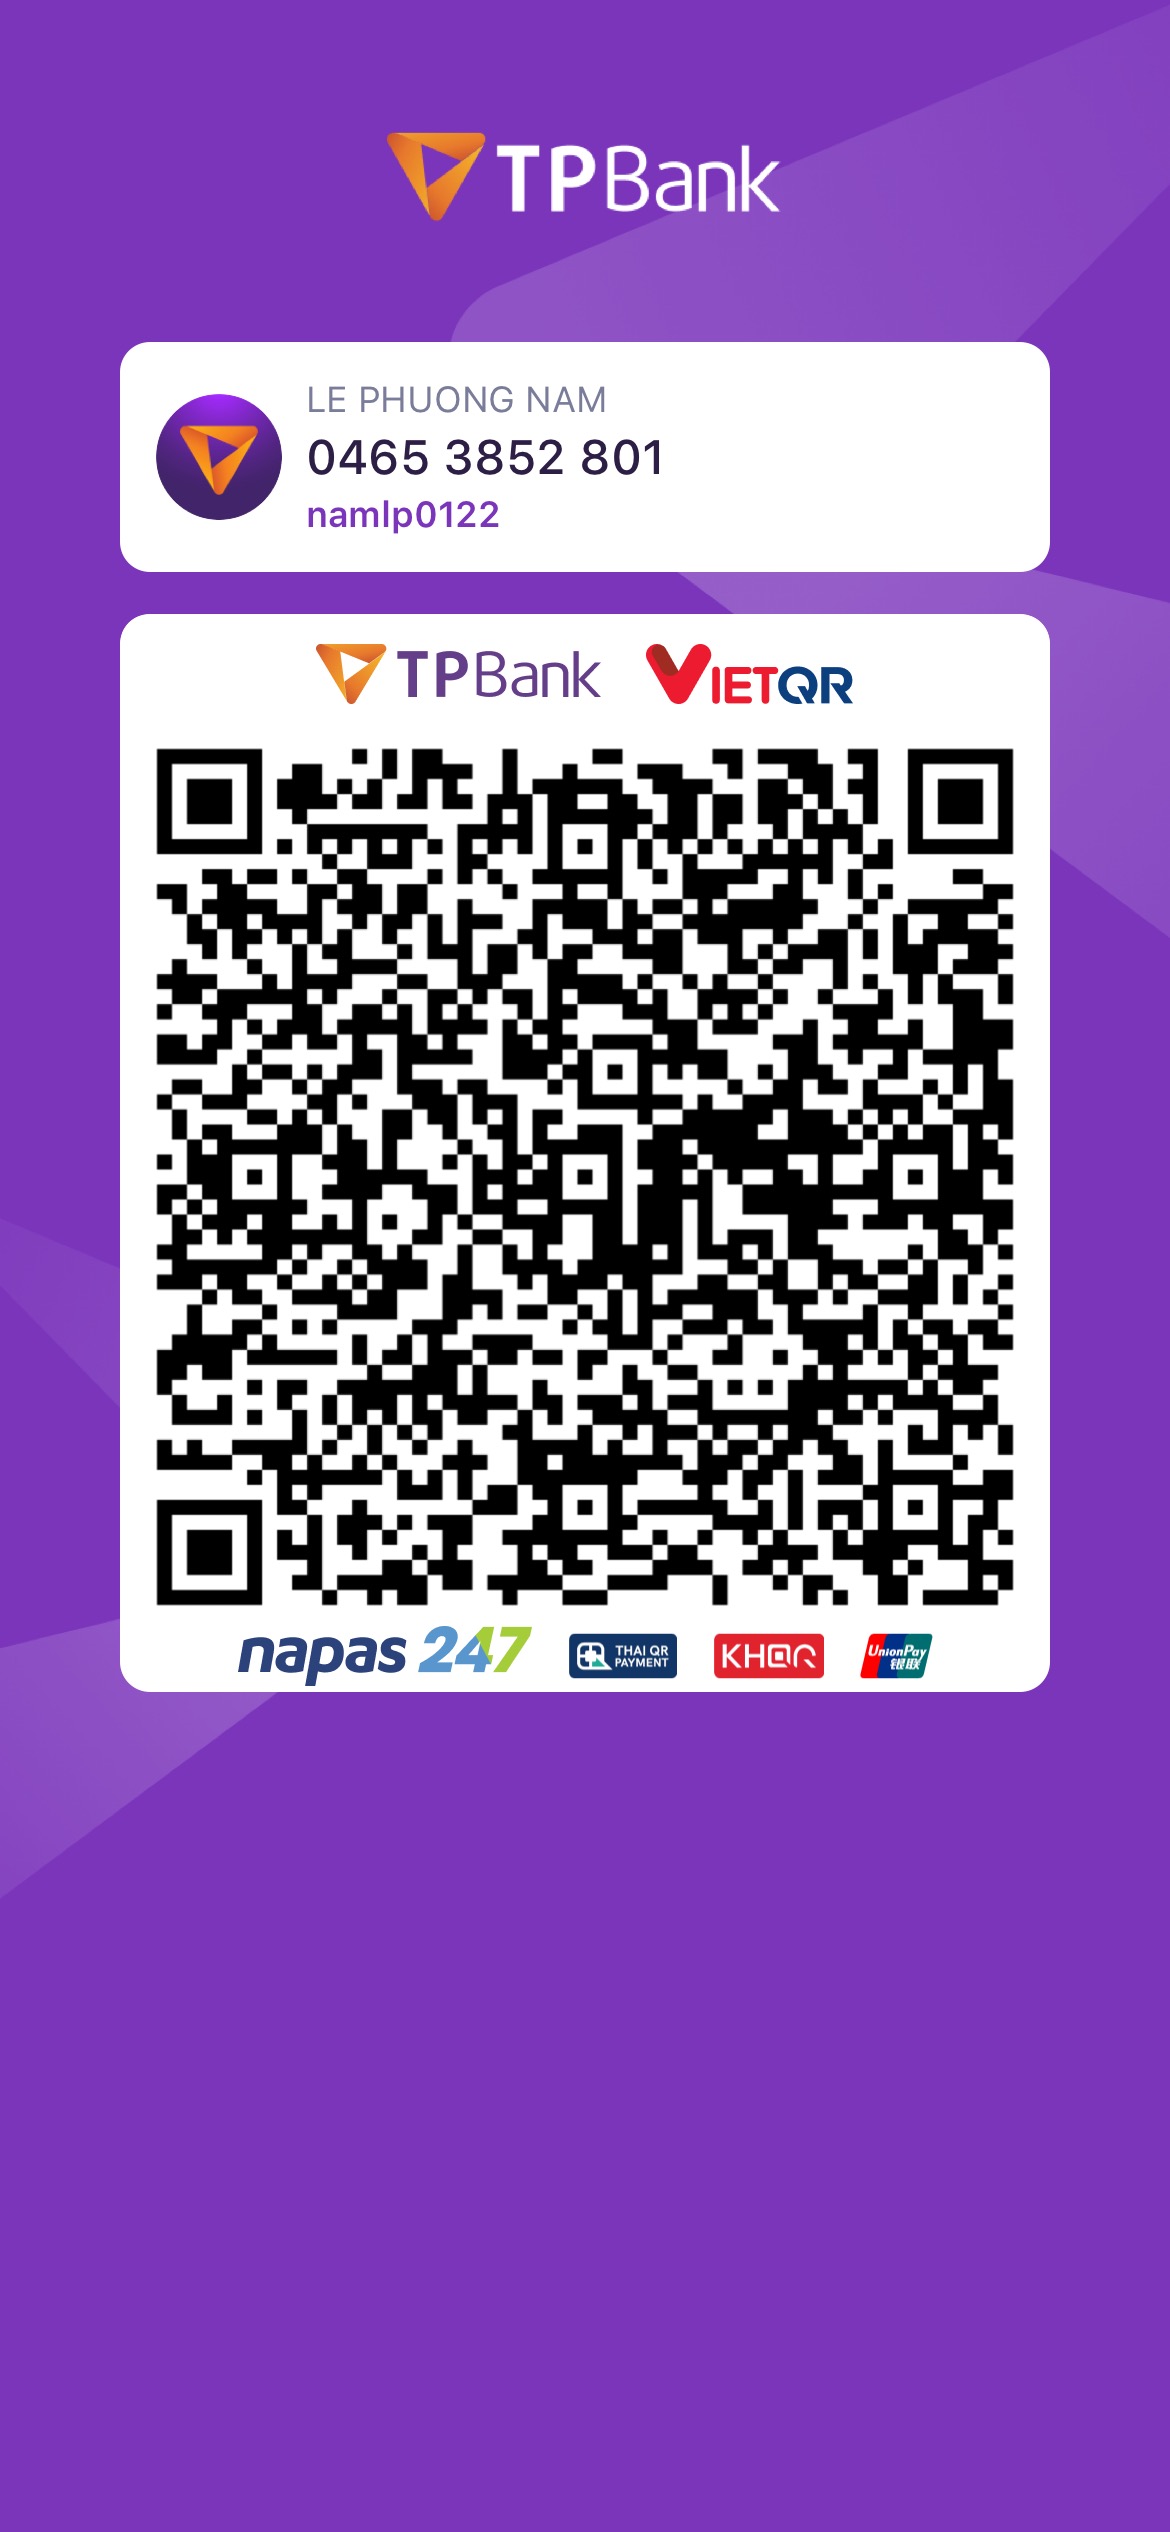 TPBank
LE PHUONG NAM
0465 3852 801
namlp0122
TPBank VIETQR
napas 247 THAI QR PAYMENT KHQR UnionPay 银联